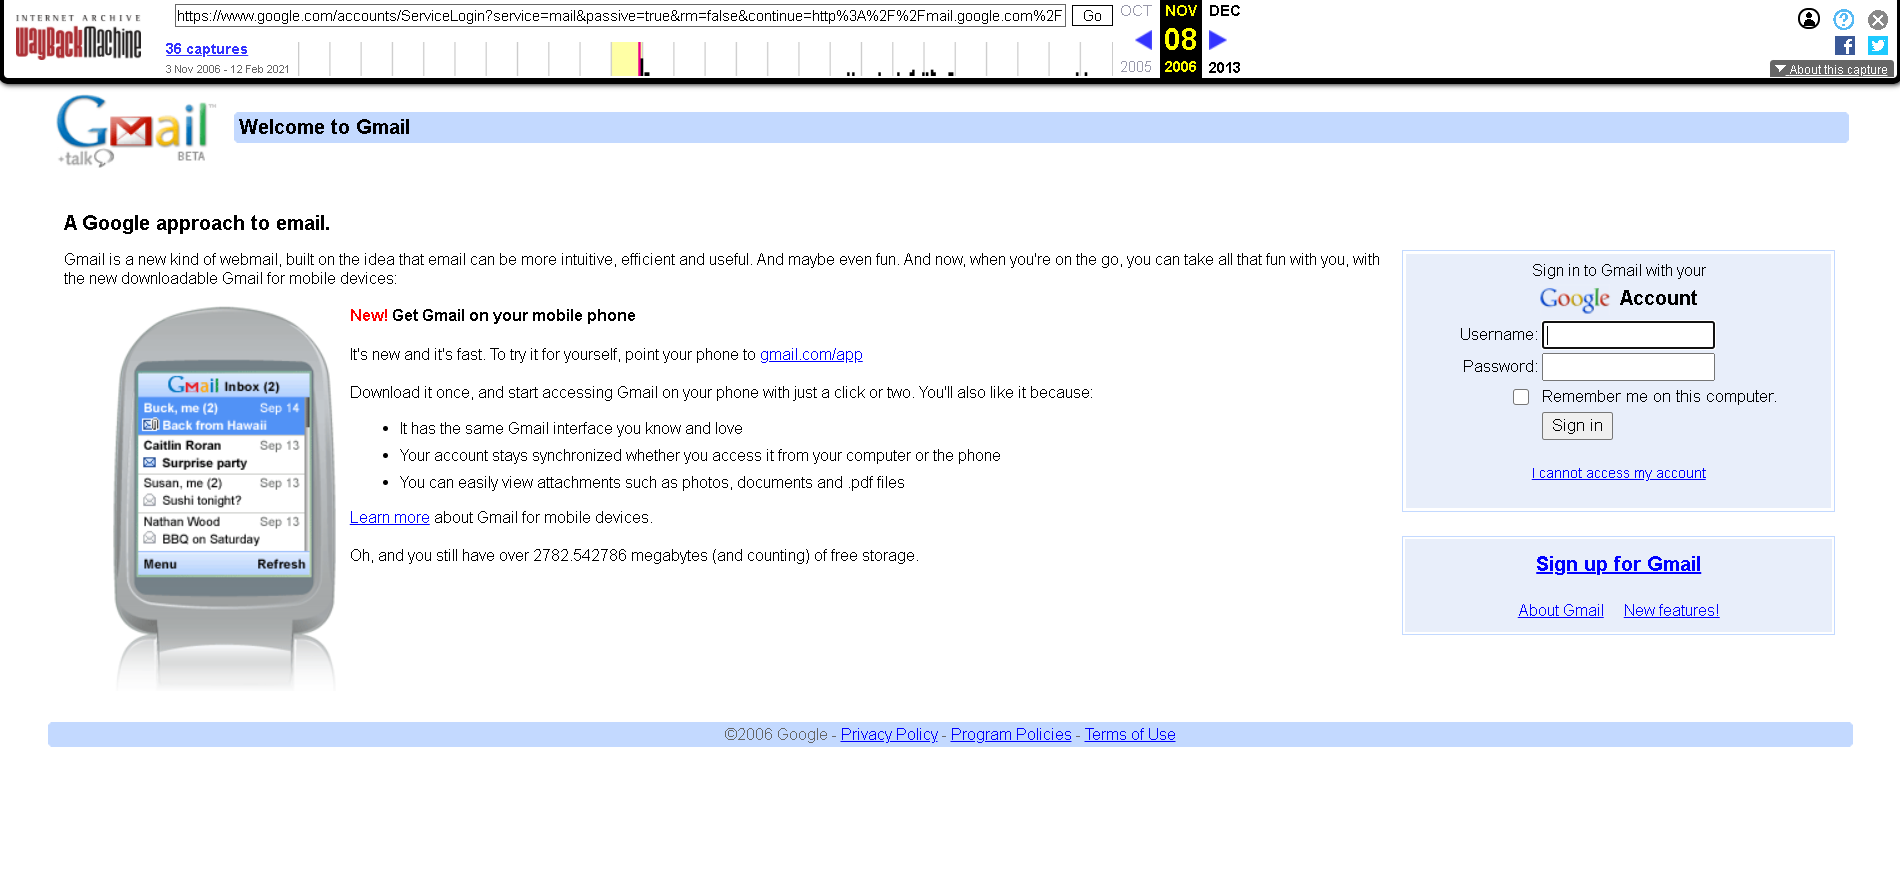 INTERNET ARCHIVE
WayBackMachine
https://www.google.com/accounts/ServiceLogin?service=mail&passive=true&rm=false&continue=http%3A%2F%2Fmail.google.com%2F
Go
36 captures
3 Nov 2006 - 12 Feb 2021
OCT NOV DEC
08
2005 2006 2013
About this capture
Gmail™
+talk BETA
Welcome to Gmail
A Google approach to email.
Gmail is a new kind of webmail, built on the idea that email can be more intuitive, efficient and useful. And maybe even fun. And now, when you're on the go, you can take all that fun with you, with
the new downloadable Gmail for mobile devices:
Gmail Inbox (2)
Buck, me (2) Sep 14
Back from Hawaii
Caitlin Roran Sep 13
Surprise party
Susan, me (2) Sep 13
Sushi tonight?
Nathan Wood Sep 13
BBQ on Saturday
Menu Refresh
New! Get Gmail on your mobile phone
It's new and it's fast. To try it for yourself, point your phone to gmail.com/app
Download it once, and start accessing Gmail on your phone with just a click or two. You'll also like it because:
• It has the same Gmail interface you know and love
• Your account stays synchronized whether you access it from your computer or the phone
• You can easily view attachments such as photos, documents and .pdf files
Learn more about Gmail for mobile devices.
Oh, and you still have over 2782.542786 megabytes (and counting) of free storage.
Sign in to Gmail with your
Google Account
Username:
Password:
Remember me on this computer.
Sign in
I cannot access my account
Sign up for Gmail
About Gmail New features!
©2006 Google - Privacy Policy - Program Policies - Terms of Use